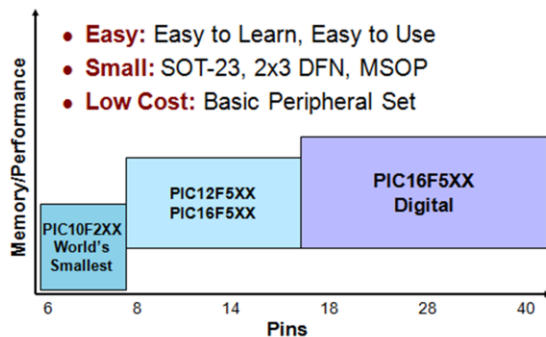 • Easy: Easy to Learn, Easy to Use
• Small: SOT-23, 2x3 DFN, MSOP
• Low Cost: Basic Peripheral Set
Memory/Performance
PIC10F2XX
World's
Smallest
PIC12F5XX
PIC16F5XX
PIC16F5XX
Digital
6 8 14 18 28 40
Pins